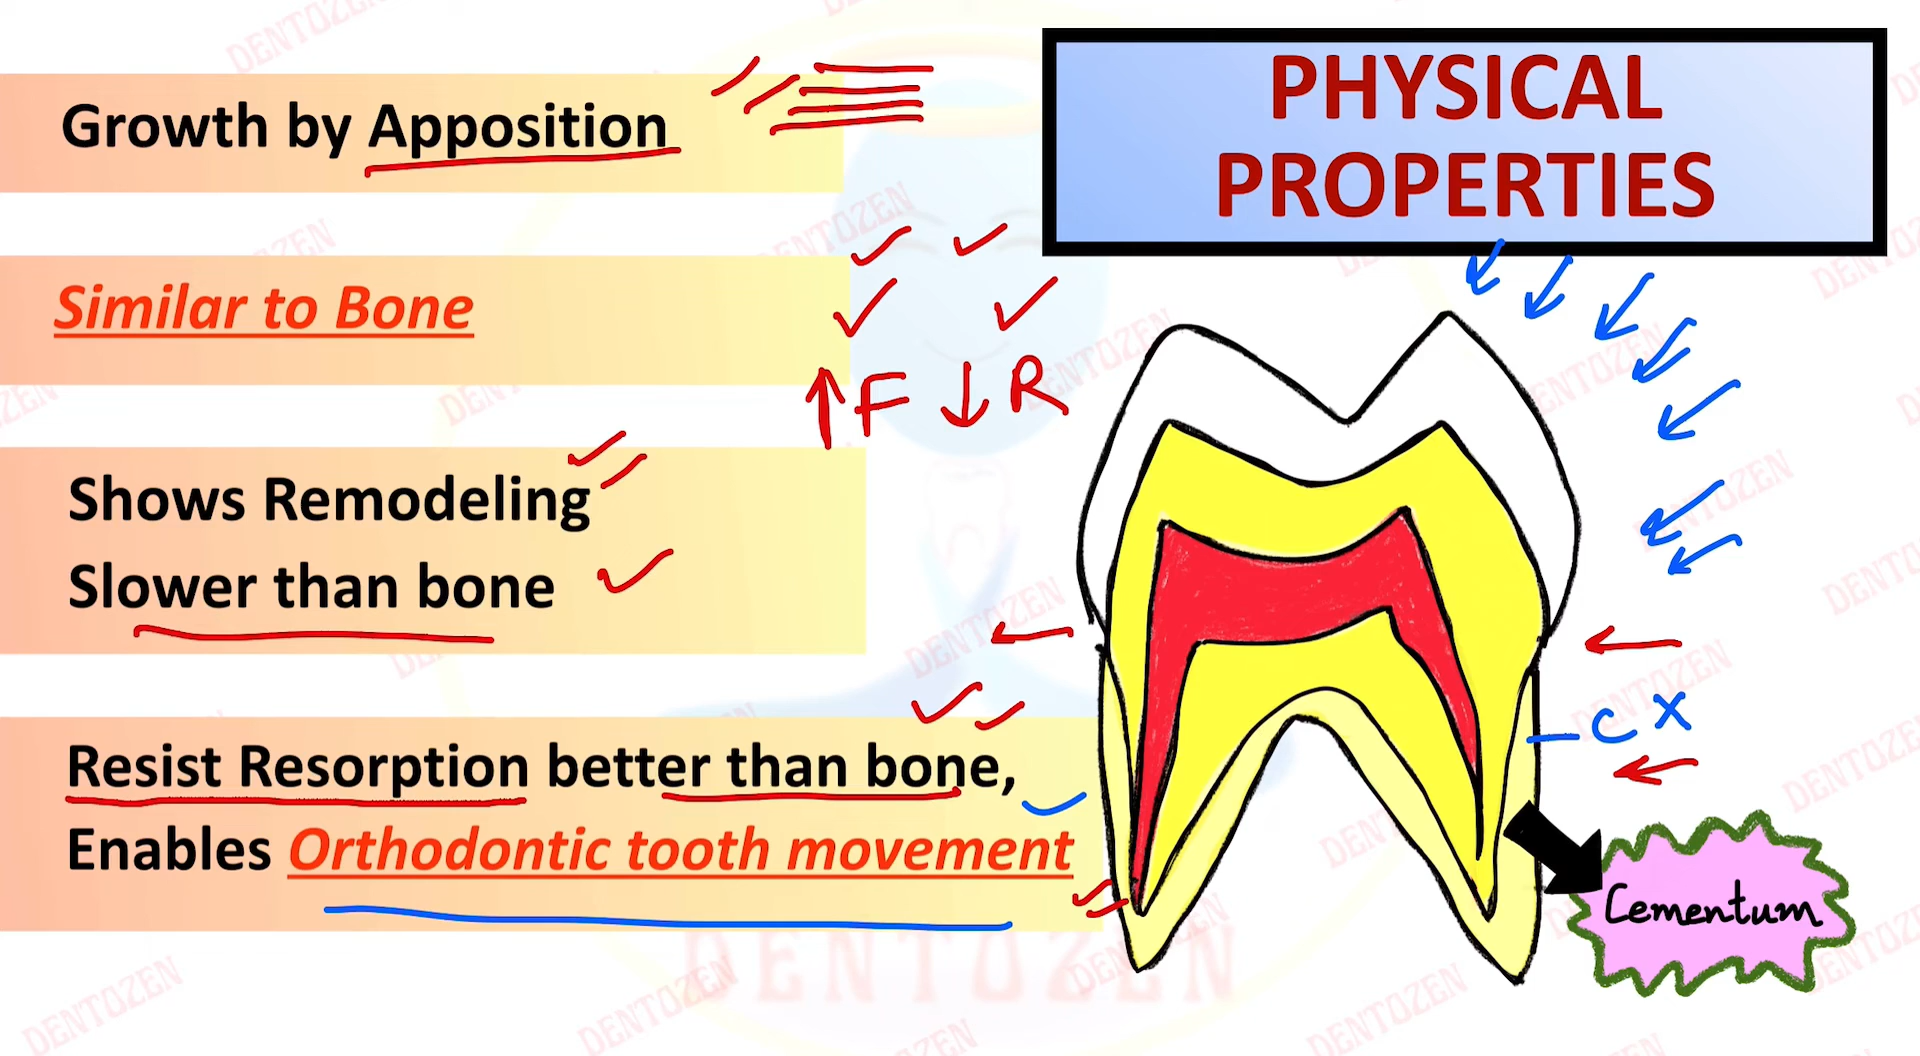 PHYSICAL
PROPERTIES
Growth by Apposition
Similar to Bone
↑ F ↓ R
Shows Remodeling
Slower than bone
Resist Resorption better than bone,
Enables Orthodontic tooth movement
C X
Cementum
DENTOZEN